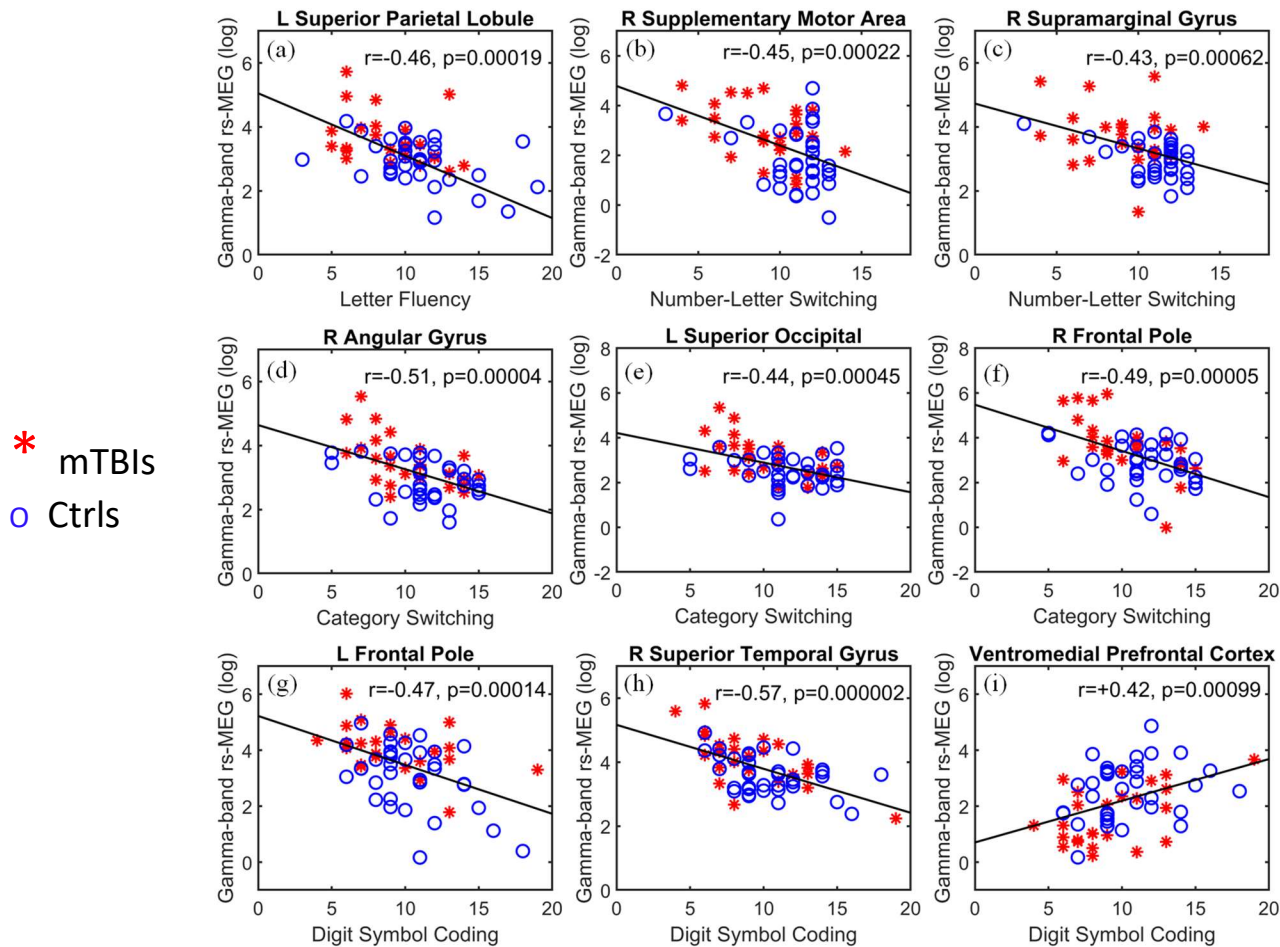 L Superior Parietal Lobule
(a)
r=-0.46, p=0.00019
Gamma-band rs-MEG (log)
6
4
2
0
0 5 10 15 20
Letter Fluency
R Supplementary Motor Area
(b)
r=-0.45, p=0.00022
Gamma-band rs-MEG (log)
6
4
2
0
-2
0 5 10 15
Number-Letter Switching
R Supramarginal Gyrus
(c)
r=-0.43, p=0.00062
Gamma-band rs-MEG (log)
6
4
2
0
0 5 10 15
Number-Letter Switching
* mTBIs
o Ctrls
R Angular Gyrus
(d)
r=-0.51, p=0.00004
Gamma-band rs-MEG (log)
6
4
2
0
0 5 10 15 20
Category Switching
L Superior Occipital
(e)
r=-0.44, p=0.00045
Gamma-band rs-MEG (log)
8
6
4
2
0
-2
0 5 10 15 20
Category Switching
R Frontal Pole
(f)
r=-0.49, p=0.00005
Gamma-band rs-MEG (log)
8
6
4
2
0
-2
0 5 10 15 20
Category Switching
L Frontal Pole
(g)
r=-0.47, p=0.00014
Gamma-band rs-MEG (log)
6
4
2
0
0 5 10 15 20
Digit Symbol Coding
R Superior Temporal Gyrus
(h)
r=-0.57, p=0.000002
Gamma-band rs-MEG (log)
6
4
2
0 5 10 15 20
Digit Symbol Coding
Ventromedial Prefrontal Cortex
(i)
r=+0.42, p=0.00099
Gamma-band rs-MEG (log)
6
4
2
0
0 5 10 15 20
Digit Symbol Coding